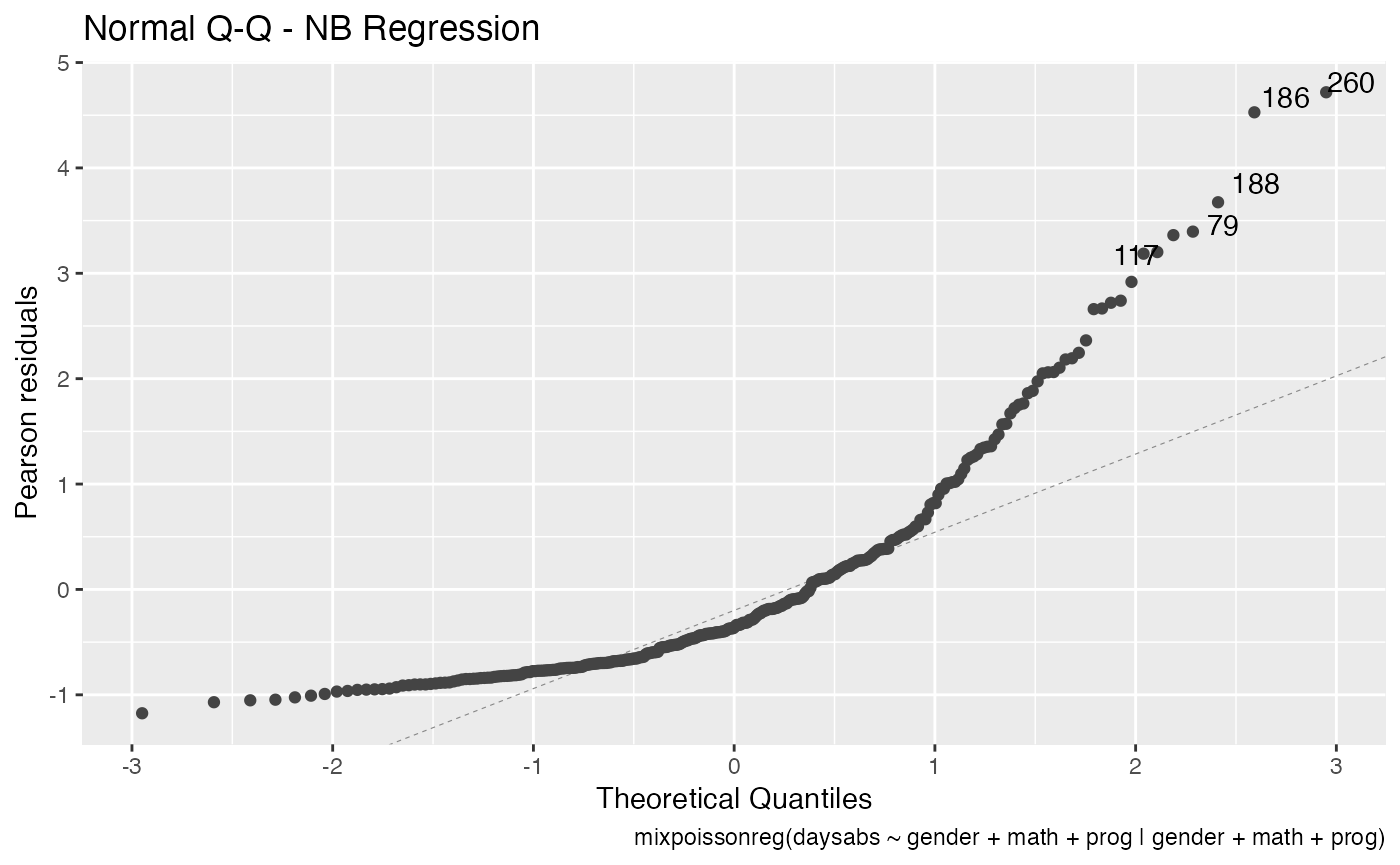 Normal Q-Q - NB Regression
5
4
3
2
1
0
-1
260
186
188
79
117
Pearson residuals
-3 -2 -1 0 1 2 3
Theoretical Quantiles
mixpoissonreg(daysabs ~ gender + math + prog | gender + math + prog)